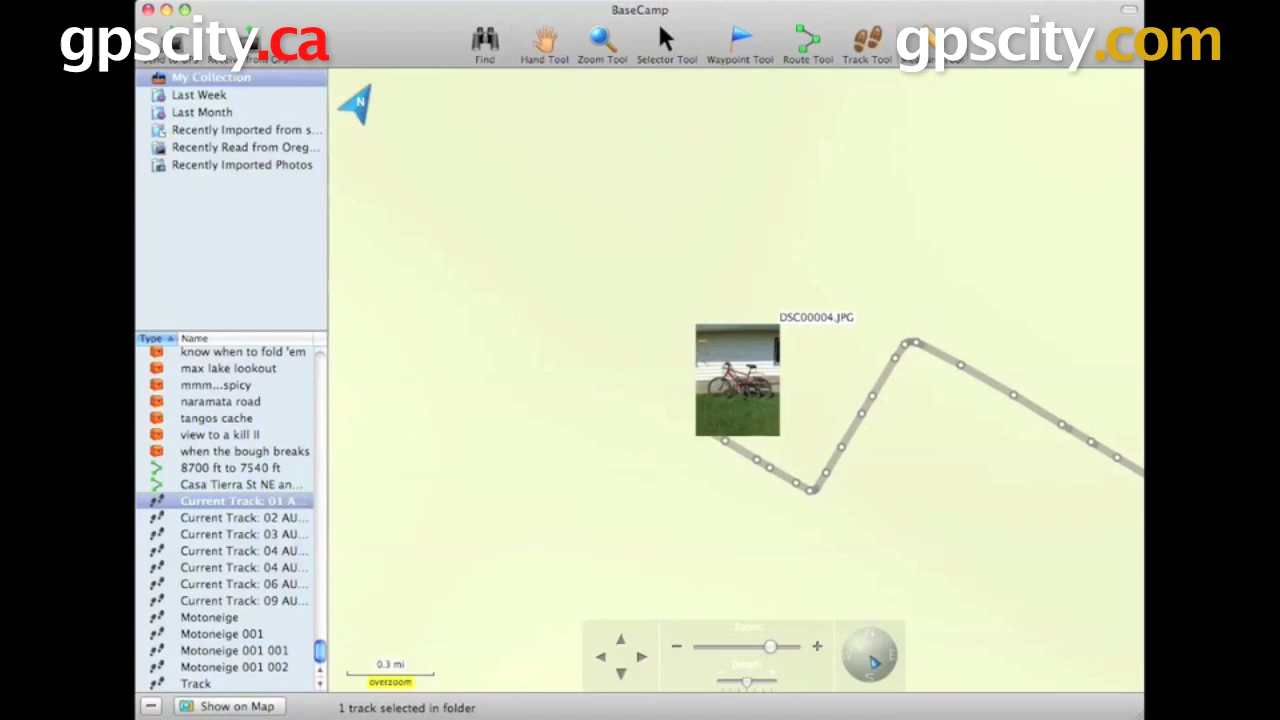 BaseCamp
gpscity.ca
gpscity.com
Find
Hand Tool
Zoom Tool
Selector Tool
Waypoint Tool
Route Tool
Track Tool
My Collection
Last Week
Last Month
Recently Imported from s...
Recently Read from Oreg...
Recently Imported Photos
N
DSC00004.JPG
Type Name
know when to fold 'em
max lake lookout
mmm...spicy
naramata road
tangos cache
view to a kill II
when the bough breaks
8700 ft to 7540 ft
Casa Tierra St NE an...
Current Track: 01 A...
Current Track: 02 AU...
Current Track: 03 AU...
Current Track: 04 AU...
Current Track: 04 AU...
Current Track: 06 AU...
Current Track: 09 AU...
Motoneige
Motoneige 001
Motoneige 001 001
Motoneige 001 002
Track
Zoom:
Detail:
0.3 mi
overzoom
Show on Map
1 track selected in folder